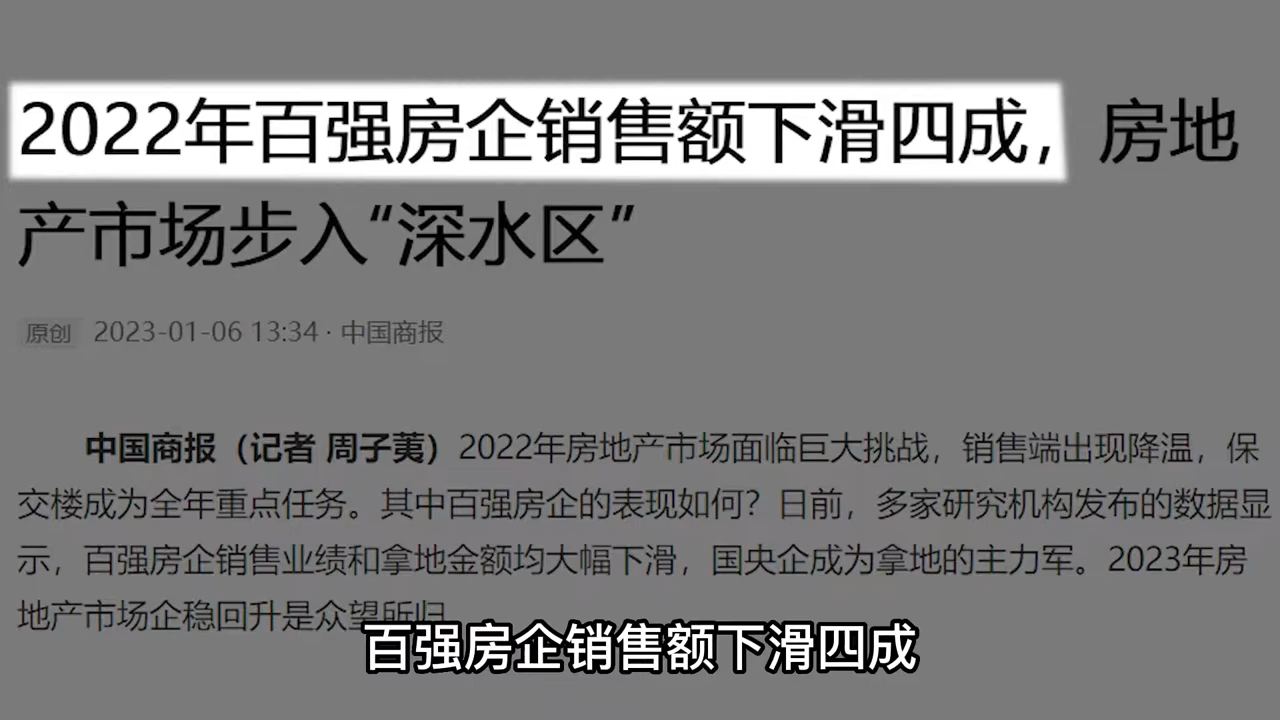 2022年百强房企销售额下滑四成，房地
产市场步入“深水区”
原创 2023-01-06 13:34 · 中国商报
中国商报（记者 周子荑）2022年房地产市场面临巨大挑战，销售端出现降温，保
交楼成为全年重点任务。其中百强房企的表现如何？日前，多家研究机构发布的数据显
示，百强房企销售业绩和拿地金额均大幅下滑，国央企成为拿地的主力军。2023年房
地产市场企稳回升是众望所归
百强房企销售额下滑四成